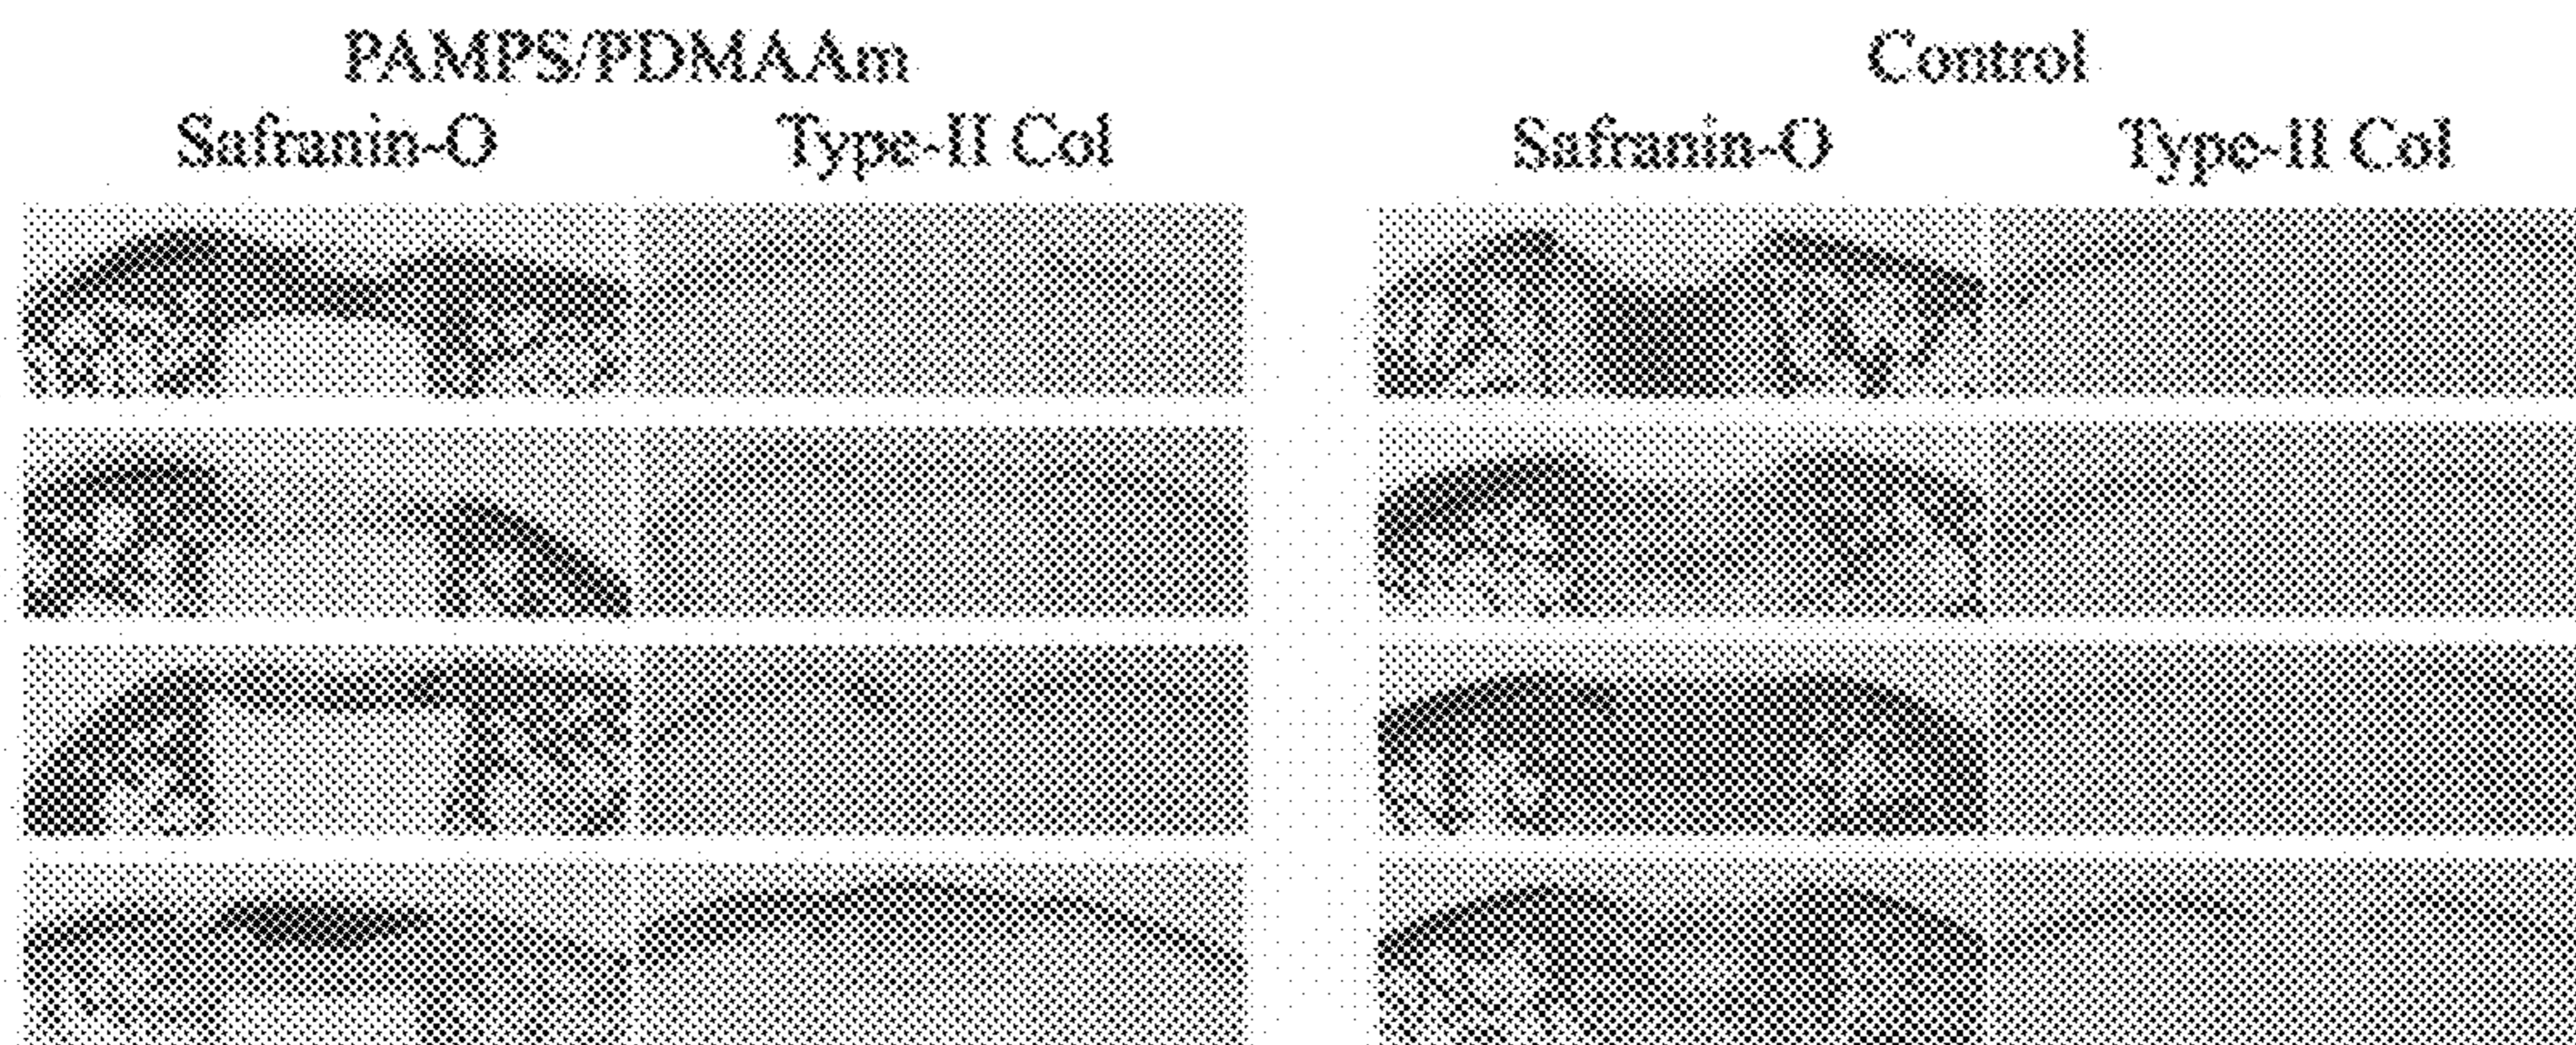 PAMPS/PDMAAm Control
Safranin-O Type-II Col Safranin-O Type-II Col